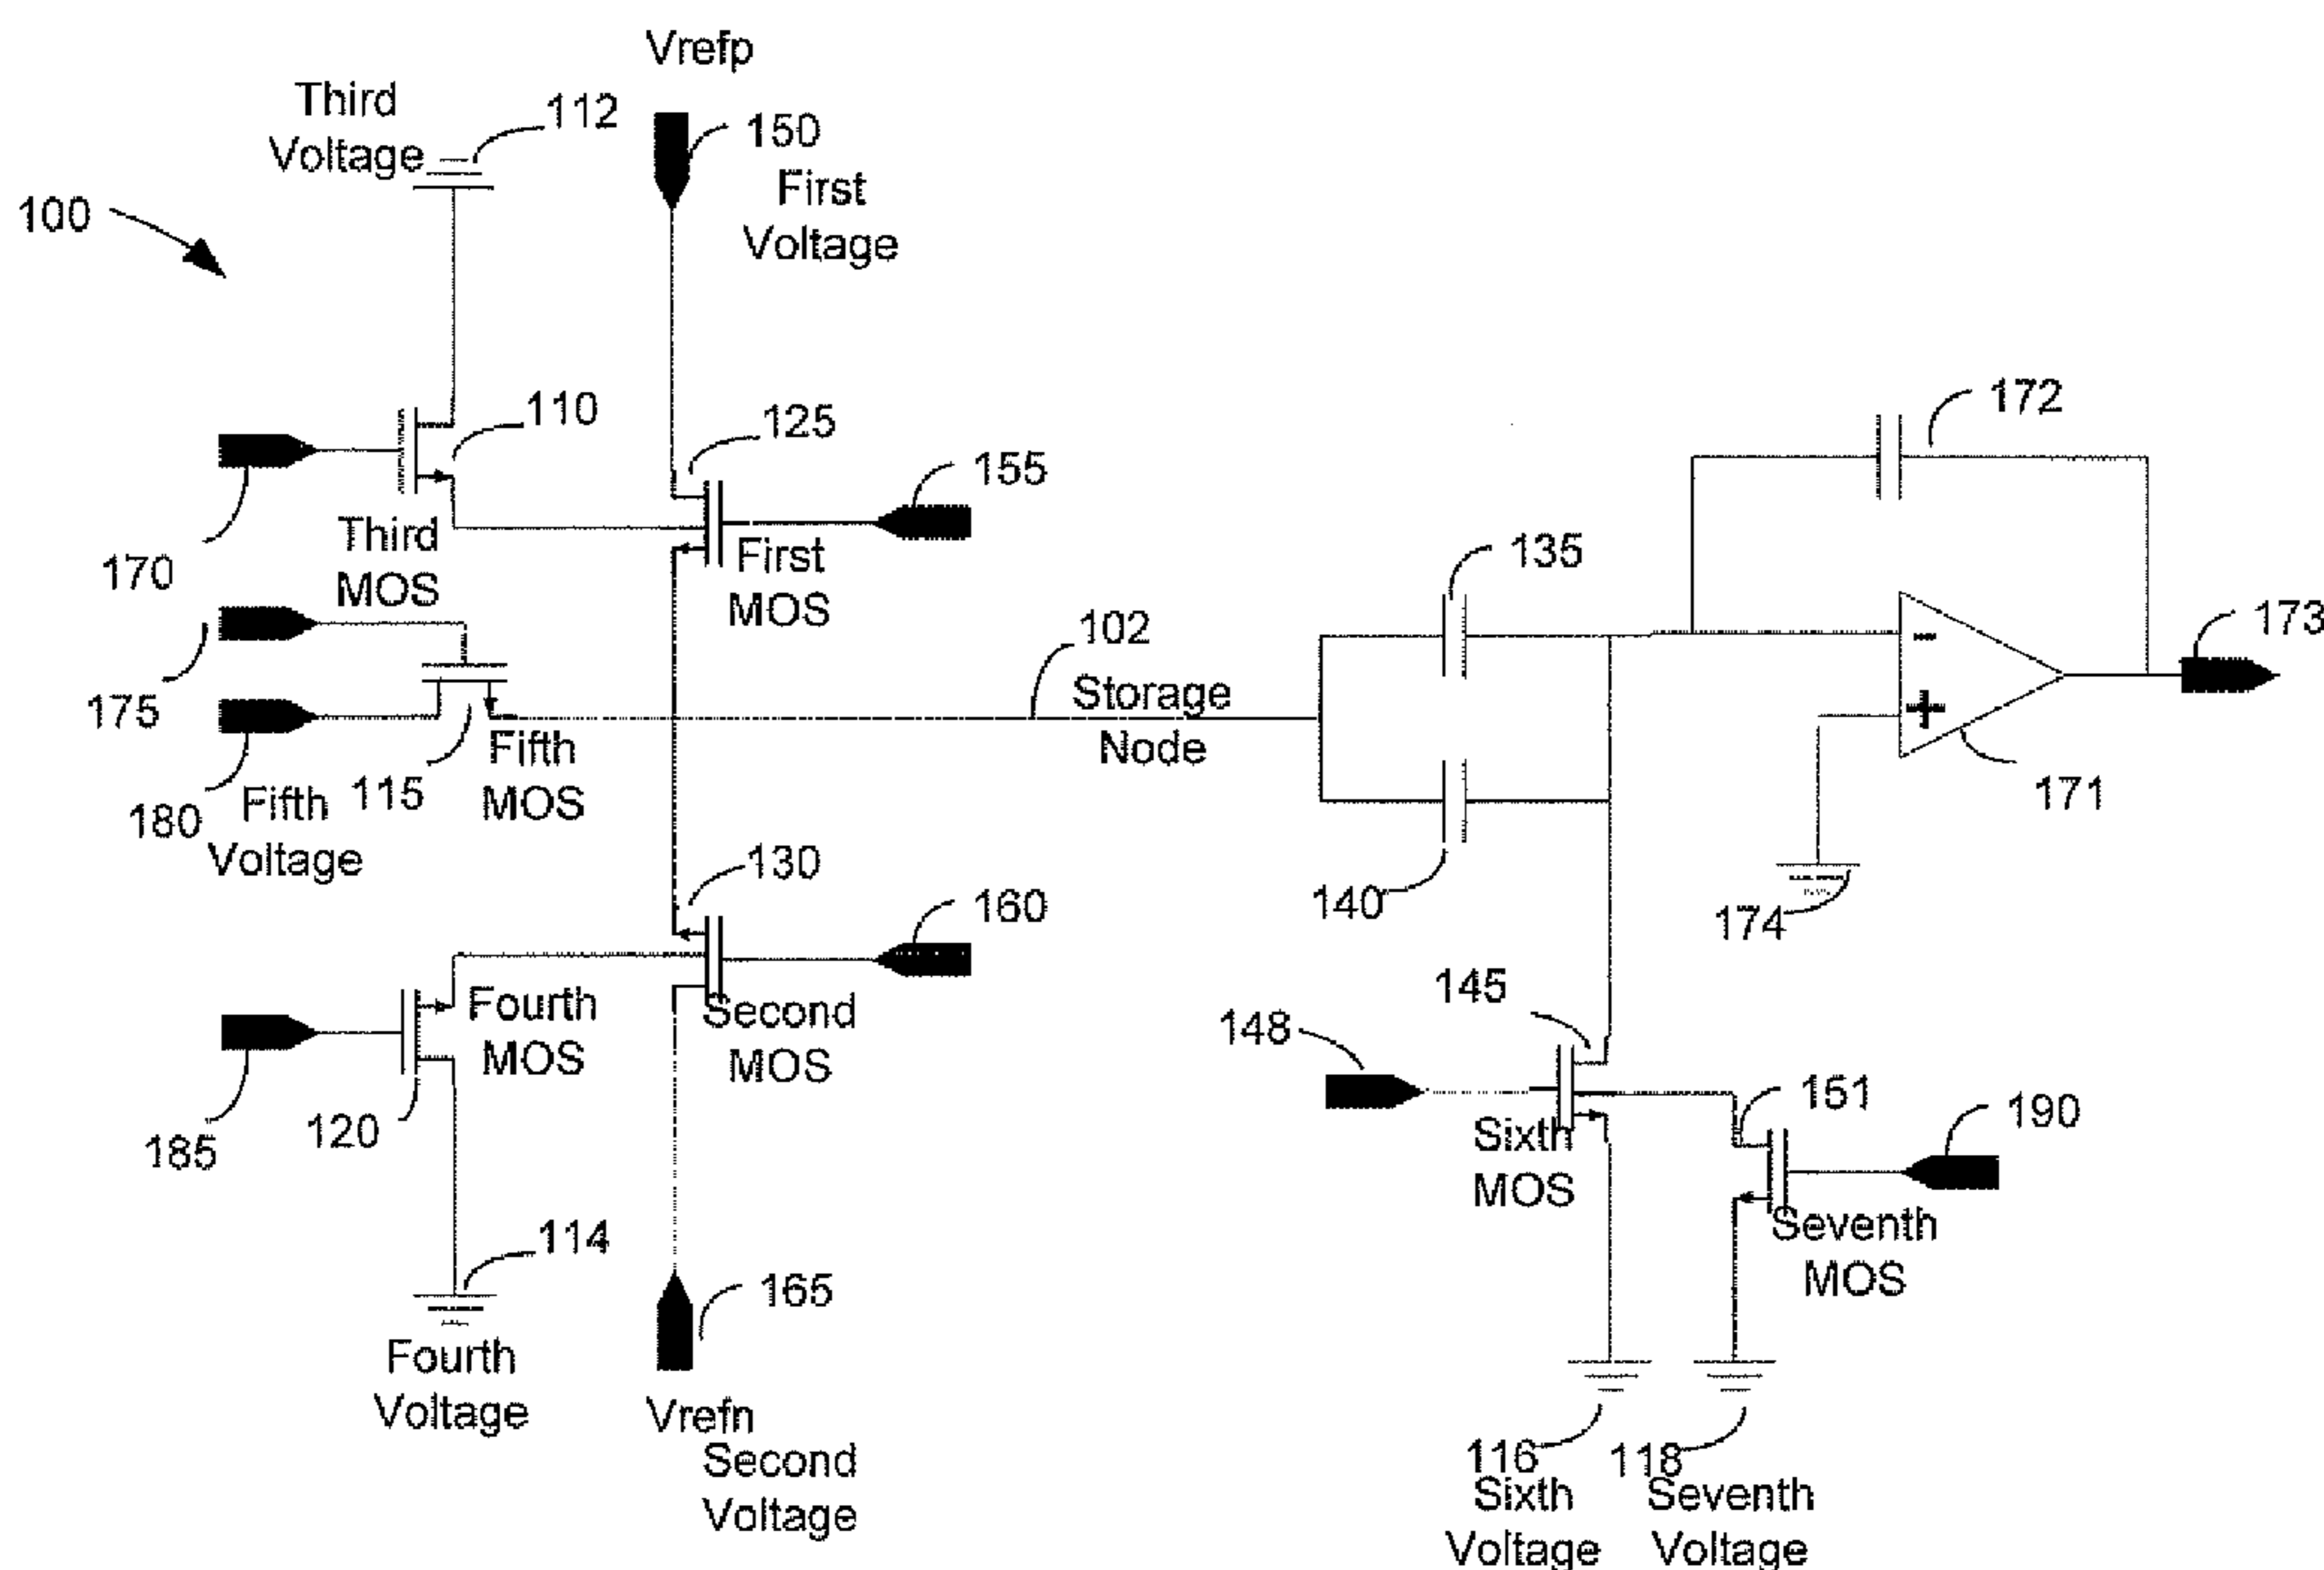 Vrefp
Third
Voltage
112
150
First
Voltage
100
110
125
155
172
170
Third
MOS
First
MOS
135
175
102
173
Storage
Node
Fifth
MOS
115
180
Fifth
Voltage
-
+
171
130
160
140
174
Fourth
MOS
Second
MOS
145
148
185
120
151
190
Sixth
MOS
Seventh
MOS
114
165
Fourth
Voltage
Vrefn
Second
Voltage
116
118
Sixth
Voltage
Seventh
Voltage